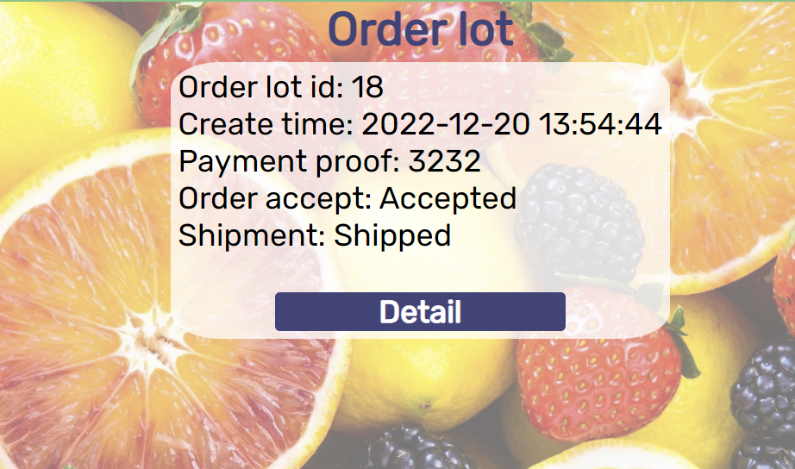 Order lot
Order lot id: 18
Create time: 2022-12-20 13:54:44
Payment proof: 3232
Order accept: Accepted
Shipment: Shipped
Detail